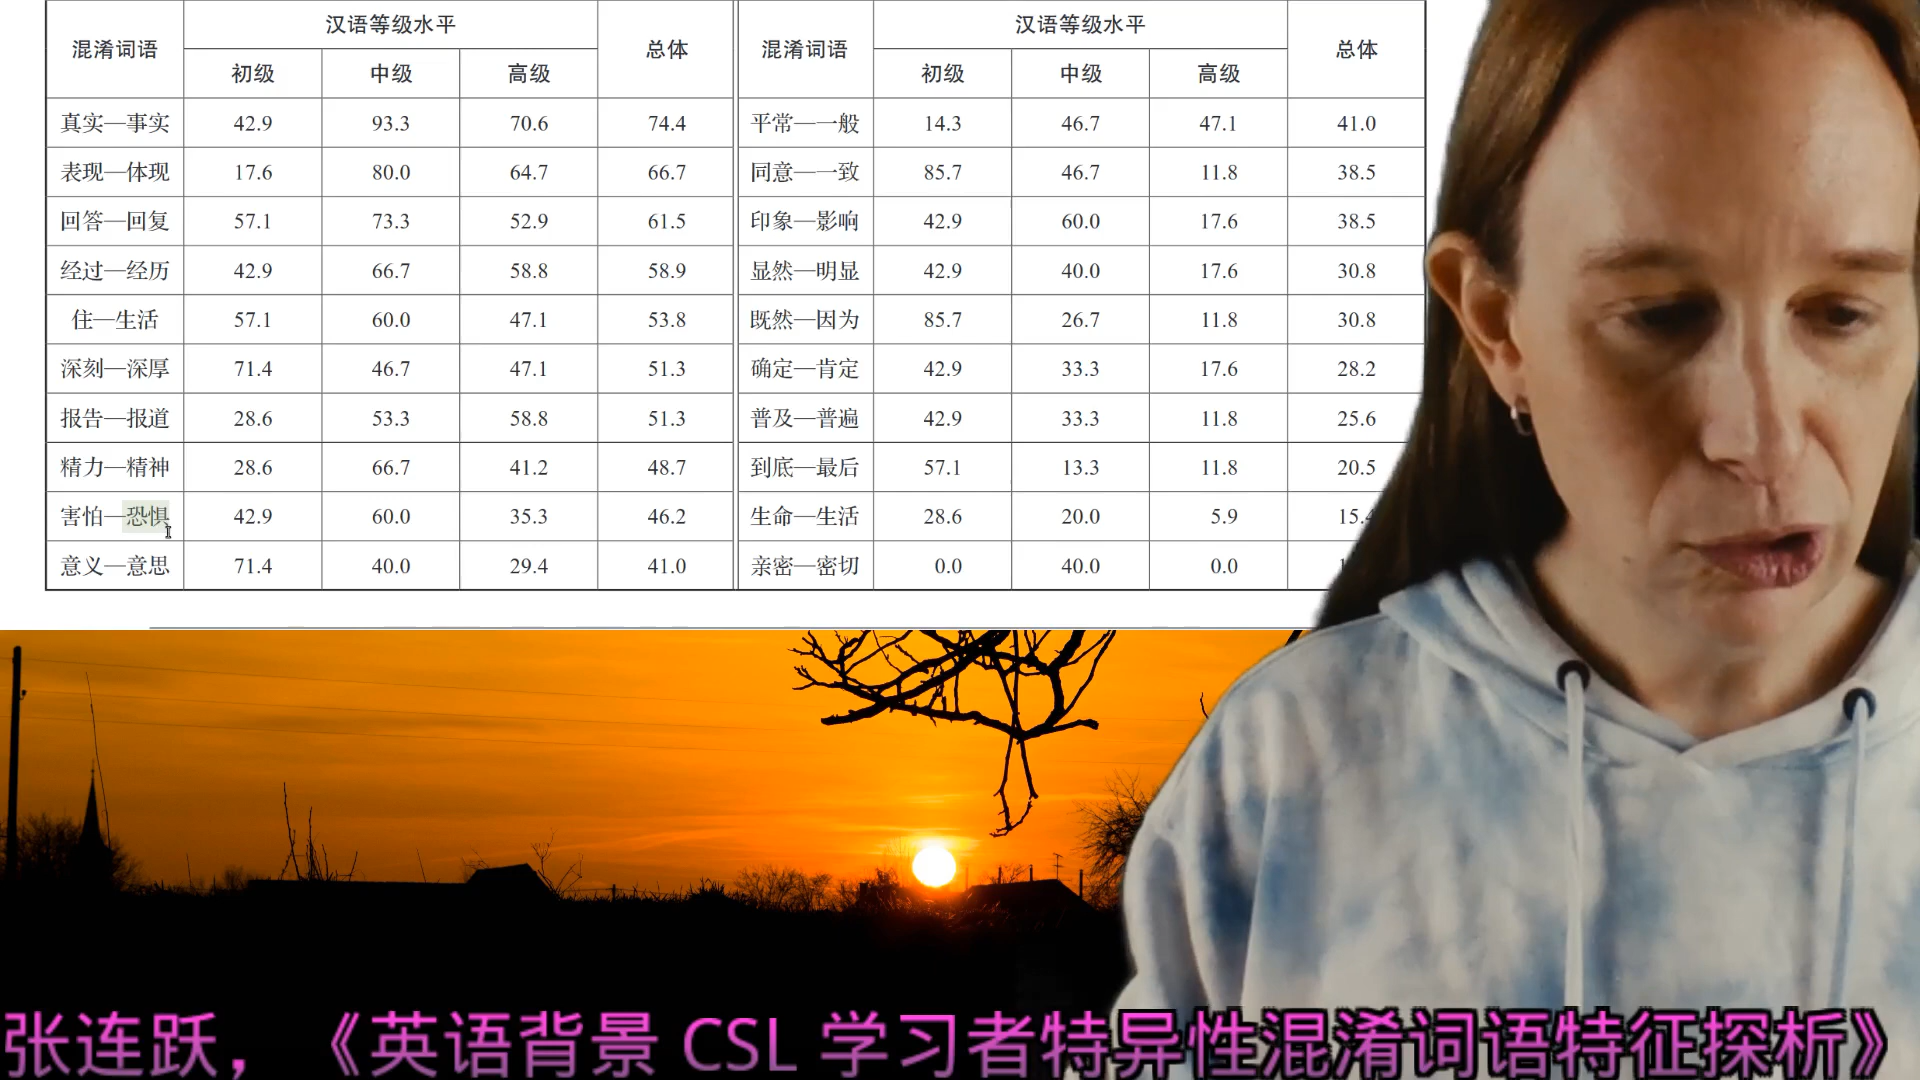 混淆词语 汉语等级水平 总体 混淆词语 汉语等级水平 总体
初级 中级 高级 初级 中级 高级
真实—事实 42.9 93.3 70.6 74.4 平常—一般 14.3 46.7 47.1 41.0
表现—体现 17.6 80.0 64.7 66.7 同意—一致 85.7 46.7 11.8 38.5
回答—回复 57.1 73.3 52.9 61.5 印象—影响 42.9 60.0 17.6 38.5
经过—经历 42.9 66.7 58.8 58.9 显然—明显 42.9 40.0 17.6 30.8
住—生活 57.1 60.0 47.1 53.8 既然—因为 85.7 26.7 11.8 30.8
深刻—深厚 71.4 46.7 47.1 51.3 确定—肯定 42.9 33.3 17.6 28.2
报告—报道 28.6 53.3 58.8 51.3 普及—普遍 42.9 33.3 11.8 25.6
精力—精神 28.6 66.7 41.2 48.7 到底—最后 57.1 13.3 11.8 20.5
害怕—恐惧 42.9 60.0 35.3 46.2 生命—生活 28.6 20.0 5.9 15.4
意义—意思 71.4 40.0 29.4 41.0 亲密—密切 0.0 40.0 0.0
张连跃，《英语背景 CSL 学习者特异性混淆词语特征探析》